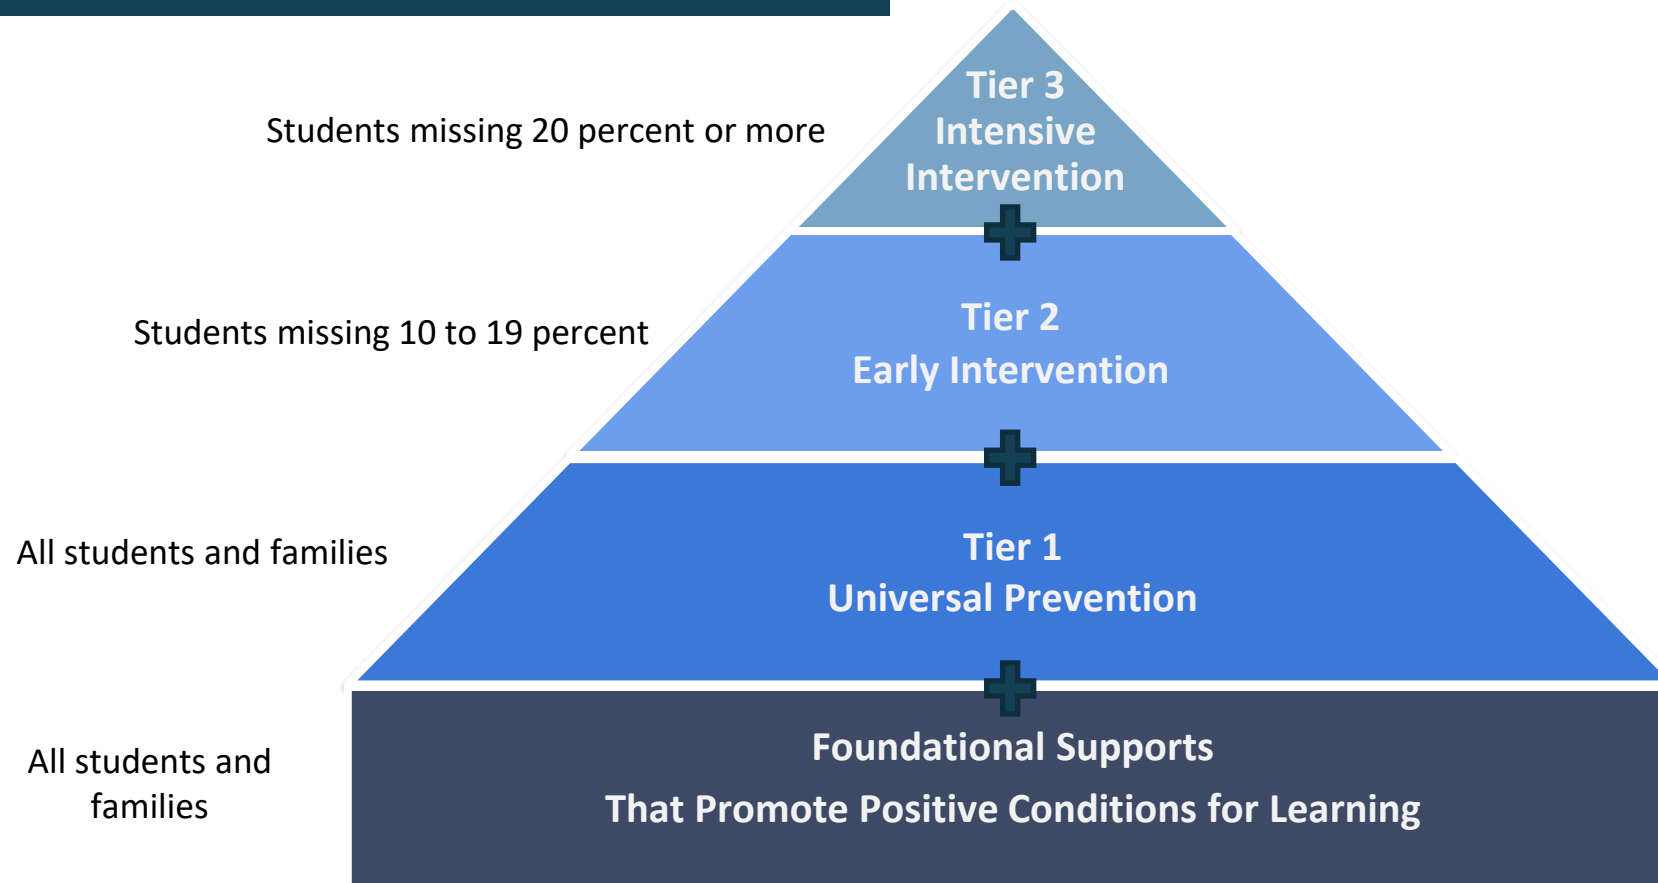 Tier 3
Intensive
Intervention
Students missing 20 percent or more
Tier 2
Early Intervention
Students missing 10 to 19 percent
Tier 1
Universal Prevention
All students and families
Foundational Supports
That Promote Positive Conditions for Learning
All students and
families